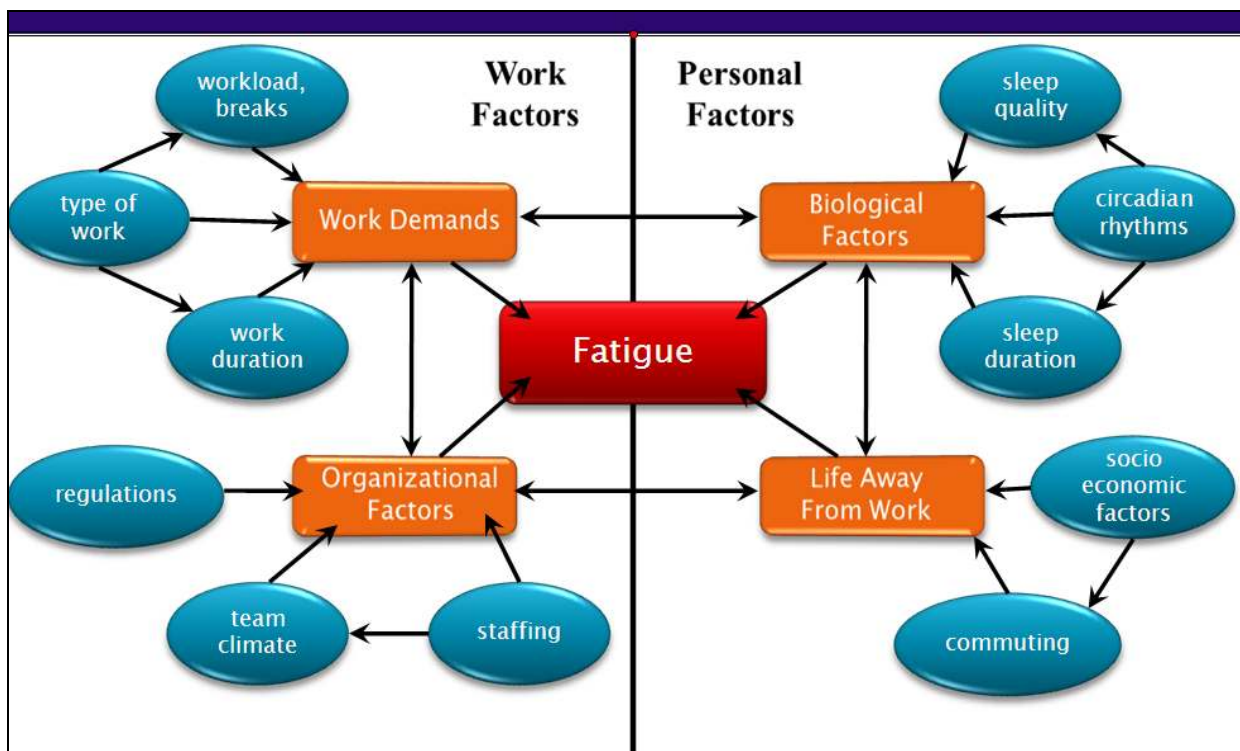 Work
Factors
Personal
Factors
workload,
breaks
type of
work
work
duration
Work Demands
sleep
quality
circadian
rhythms
sleep
duration
Biological
Factors
Fatigue
regulations
Organizational
Factors
team
climate
staffing
Life Away
From Work
socio
economic
factors
commuting